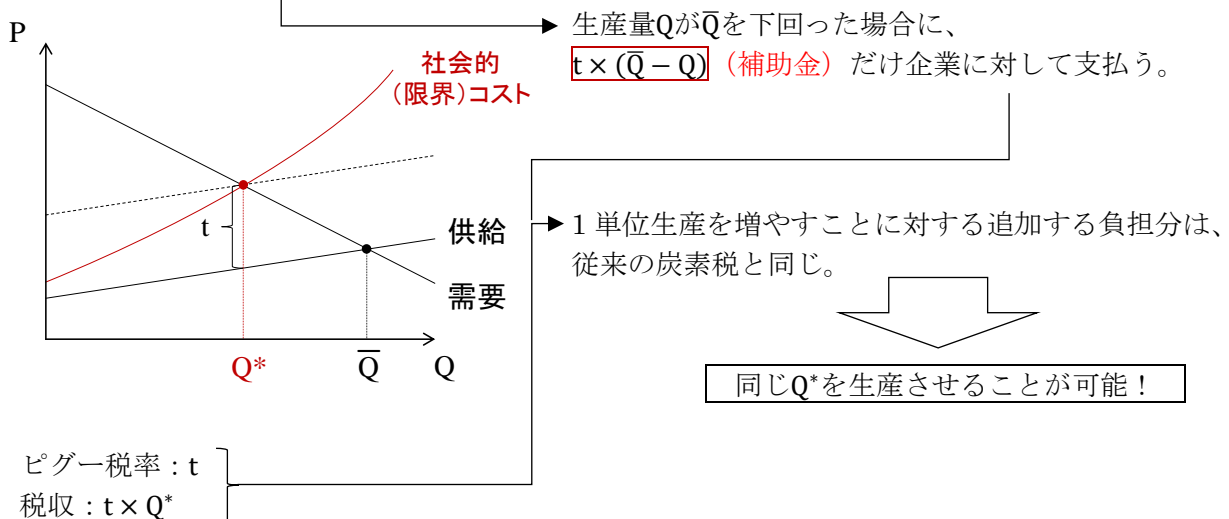 生産量QがQ̅を下回った場合に、
t × (Q̅ − Q)（補助金）だけ企業に対して支払う。
P
社会的
（限界）コスト
t
供給
需要
Q*
Q̅
Q
1 単位生産を増やすことに対する追加する負担分は、
従来の炭素税と同じ。
同じQ*を生産させることが可能！
ピグー税率：t
税収：t × Q*